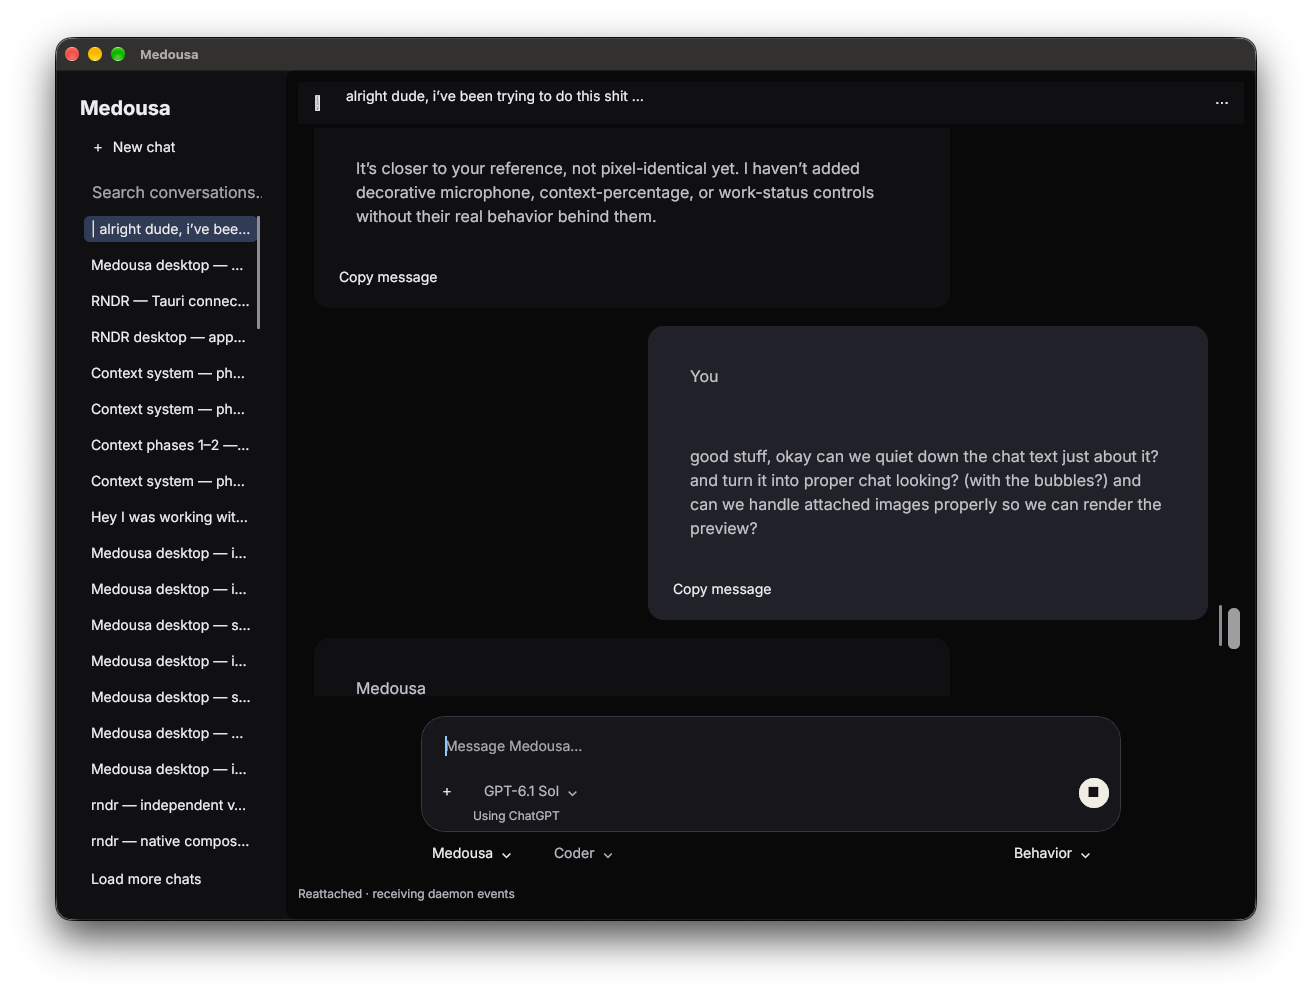 Medousa
Medousa
+ New chat
Search conversations..
alright dude, i’ve bee...
Medousa desktop — ...
RNDR — Tauri connec...
RNDR desktop — app...
Context system — ph...
Context system — ph...
Context phases 1–2 —...
Context system — ph...
Hey I was working wit...
Medousa desktop — i...
Medousa desktop — i...
Medousa desktop — s...
Medousa desktop — i...
Medousa desktop — s...
Medousa desktop — ...
Medousa desktop — i...
rndr — independent v...
rndr — native compos...
Load more chats
alright dude, i’ve been trying to do this shit ...
...
It’s closer to your reference, not pixel-identical yet. I haven’t added
decorative microphone, context-percentage, or work-status controls
without their real behavior behind them.
Copy message
You
good stuff, okay can we quiet down the chat text just about it?
and turn it into proper chat looking? (with the bubbles?) and
can we handle attached images properly so we can render the
preview?
Copy message
Medousa
Message Medousa...
+ GPT-6.1 Sol
Using ChatGPT
Medousa Coder Behavior
Reattached · receiving daemon events